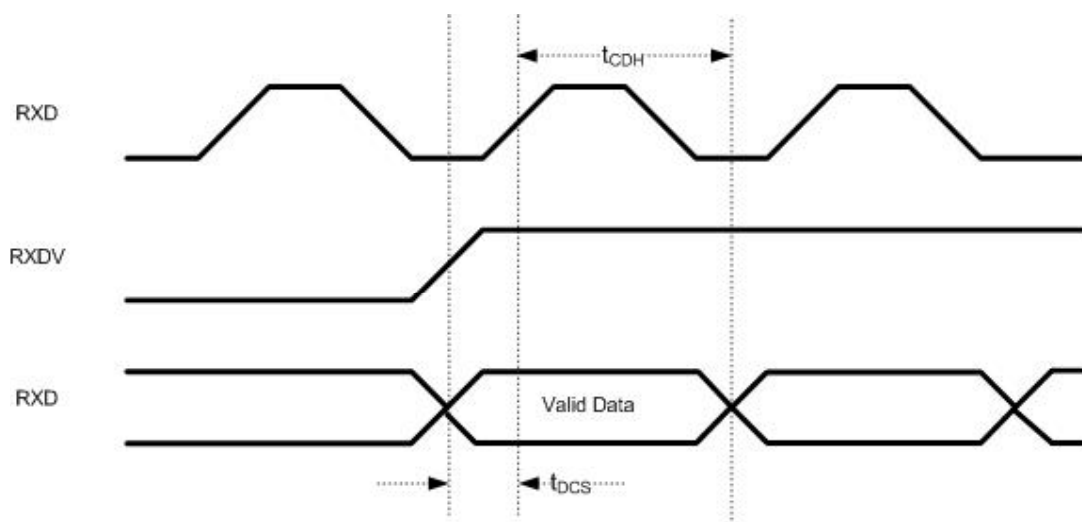 tCDH
RXD
RXDV
RXD
Valid Data
tDCS